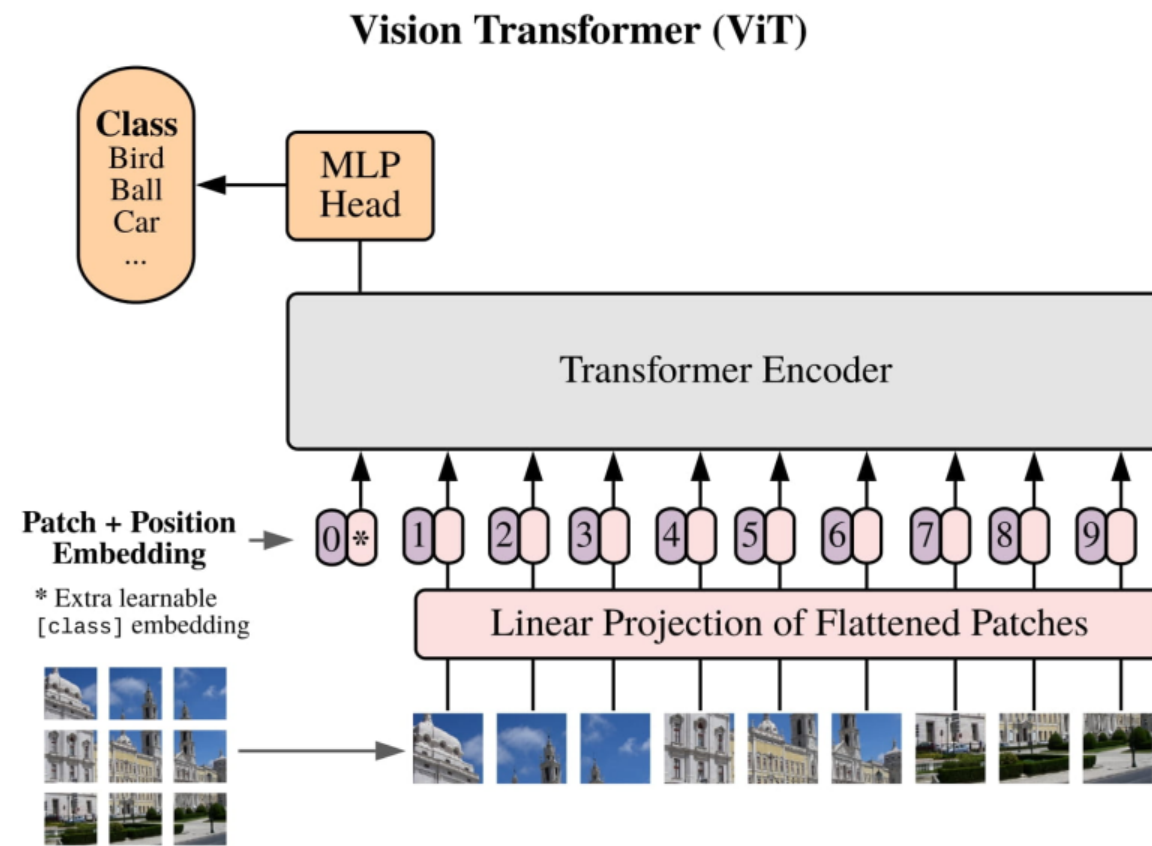 Vision Transformer (ViT)
Class
Bird
Ball
Car
...
MLP
Head
Transformer Encoder
Patch + Position
Embedding
0 * 1 2 3 4 5 6 7 8 9
* Extra learnable
[class] embedding
Linear Projection of Flattened Patches